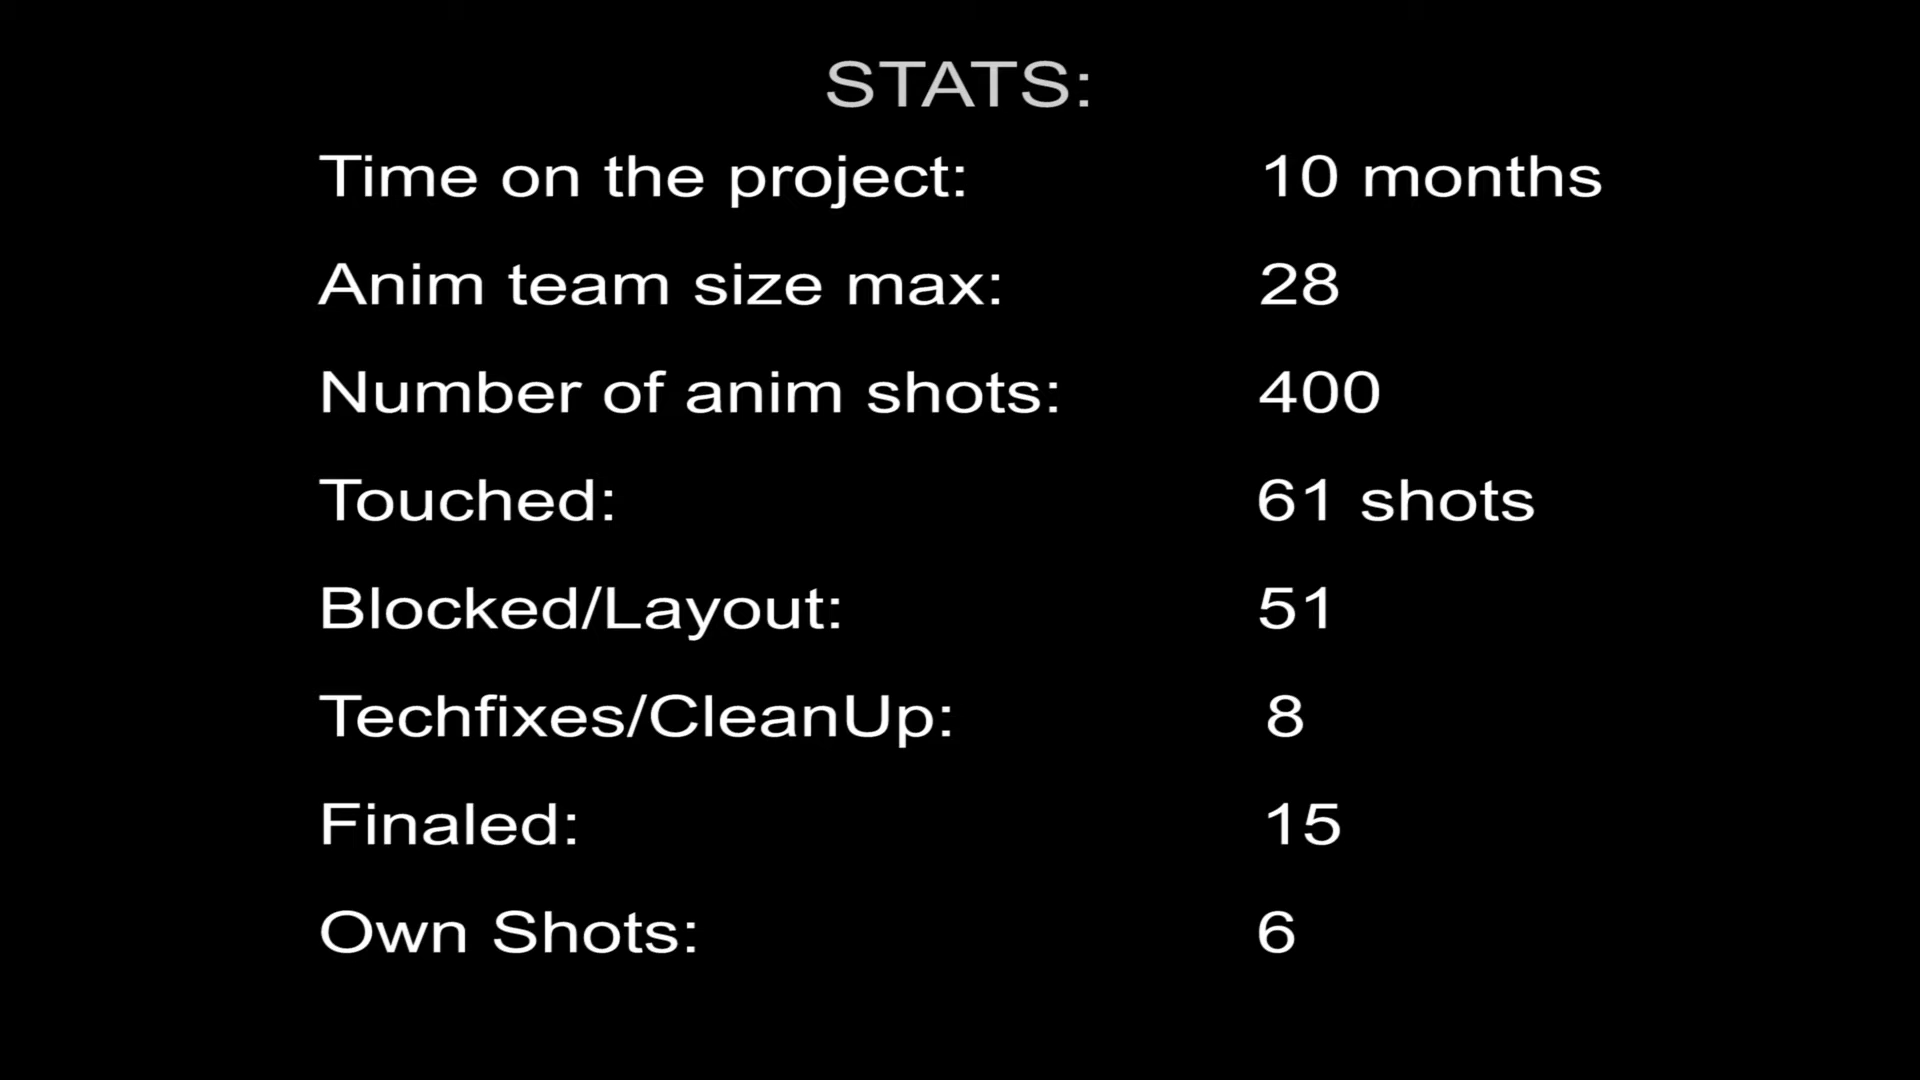 STATS:
Time on the project: 10 months
Anim team size max: 28
Number of anim shots: 400
Touched: 61 shots
Blocked/Layout: 51
Techfixes/CleanUp: 8
Finaled: 15
Own Shots: 6